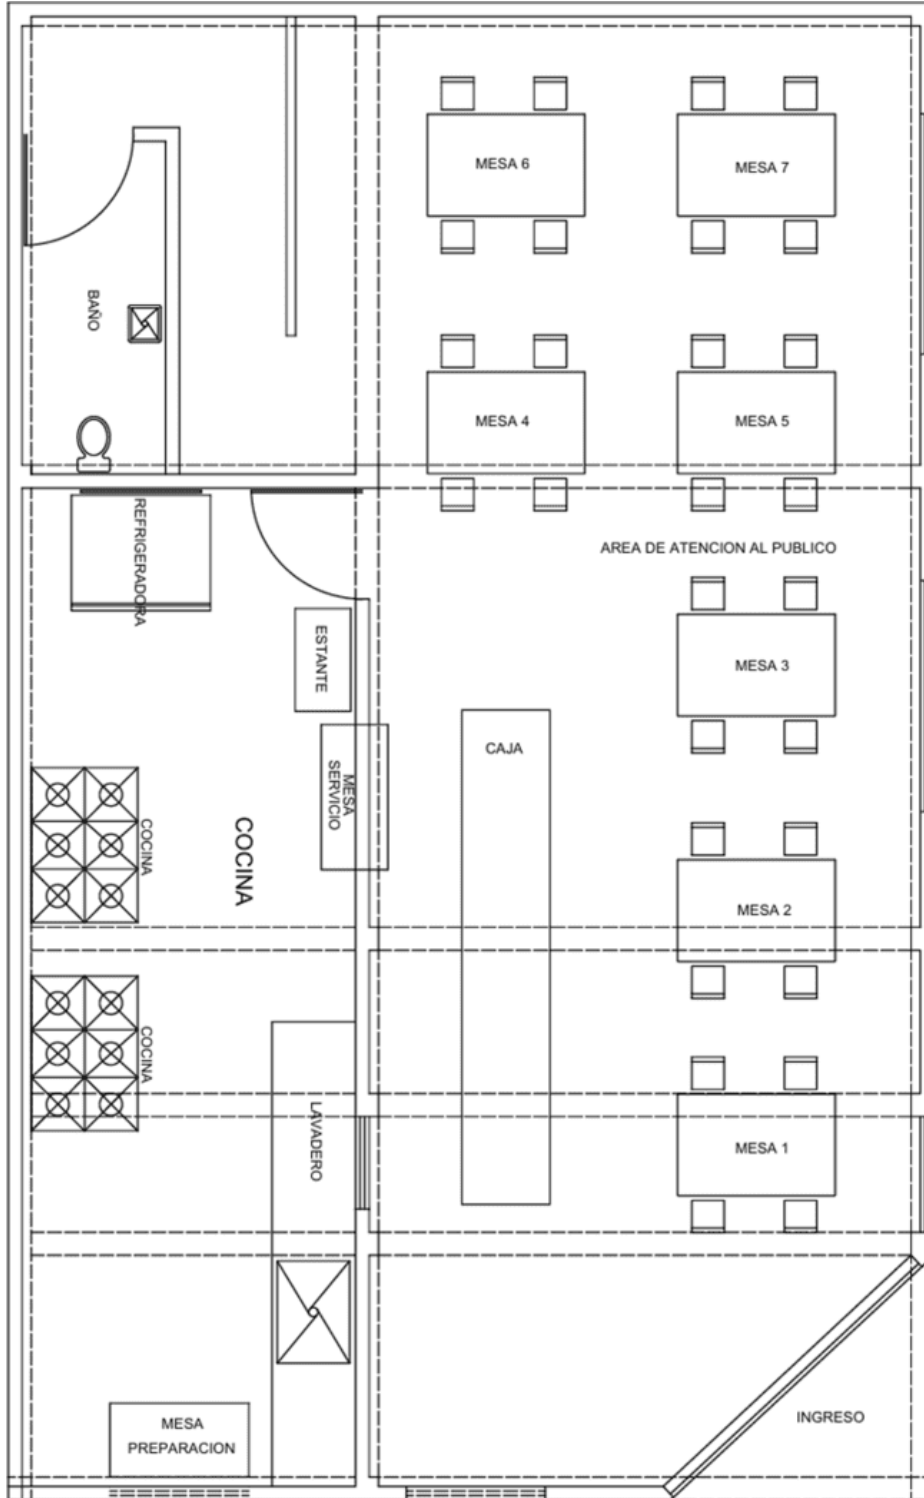 MESA 6
MESA 7
BAÑO
MESA 4
MESA 5
REFRIGERADORA
AREA DE ATENCION AL PUBLICO
ESTANTE
MESA 3
CAJA
MESA
SERVICIO
COCINA
COCINA
MESA 2
COCINA
LAVADERO
MESA 1
MESA
PREPARACION
INGRESO